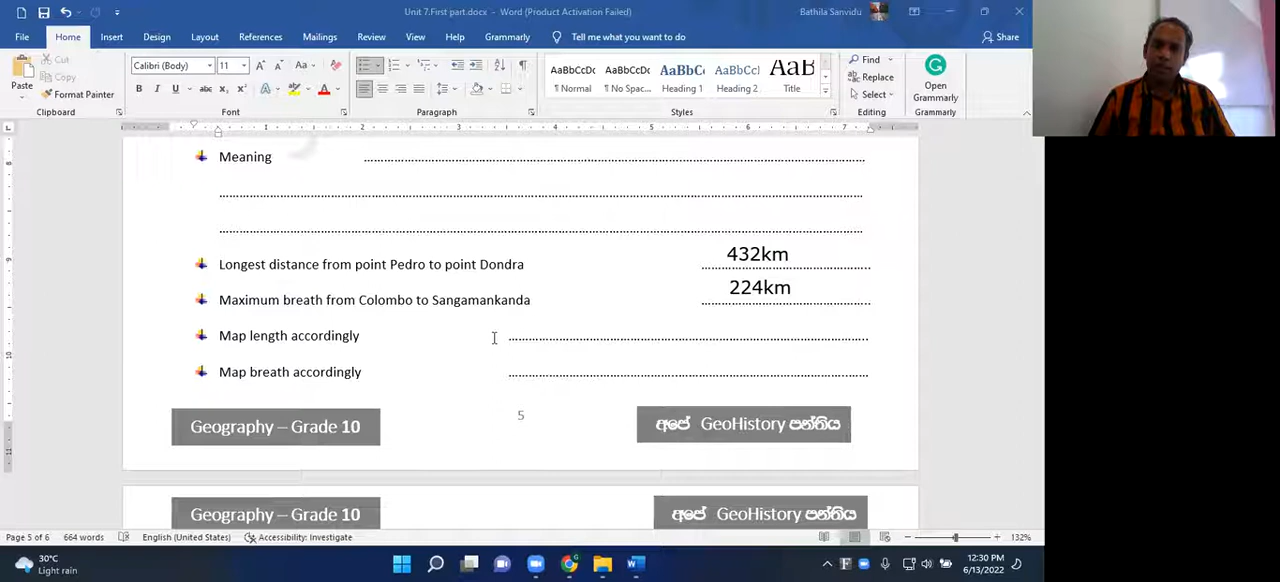 Unit 7.First part.docx - Word (Product Activation Failed)
Bathila Sanvidu
File Home Insert Design Layout References Mailings Review View Help Grammarly Tell me what you want to do Share
Paste
Cut
Copy
Format Painter
Clipboard
Calibri (Body) 11
Font
Paragraph
AaBbCcDc AaBbCcDc AaBbCc AaBbCcI AaB
¶ Normal ¶ No Spac... Heading 1 Heading 2 Title
Styles
Find
Replace
Select
Editing
Open
Grammarly
Grammarly
Meaning
Longest distance from point Pedro to point Dondra 432km
Maximum breath from Colombo to Sangamankanda 224km
Map length accordingly
Map breath accordingly
5
Geography – Grade 10 අපේ GeoHistory පන්තිය
Geography – Grade 10 අපේ GeoHistory පන්තිය
Page 5 of 6 664 words English (United States) Accessibility: Investigate 132%
30°C
Light rain
12:30 PM
6/13/2022